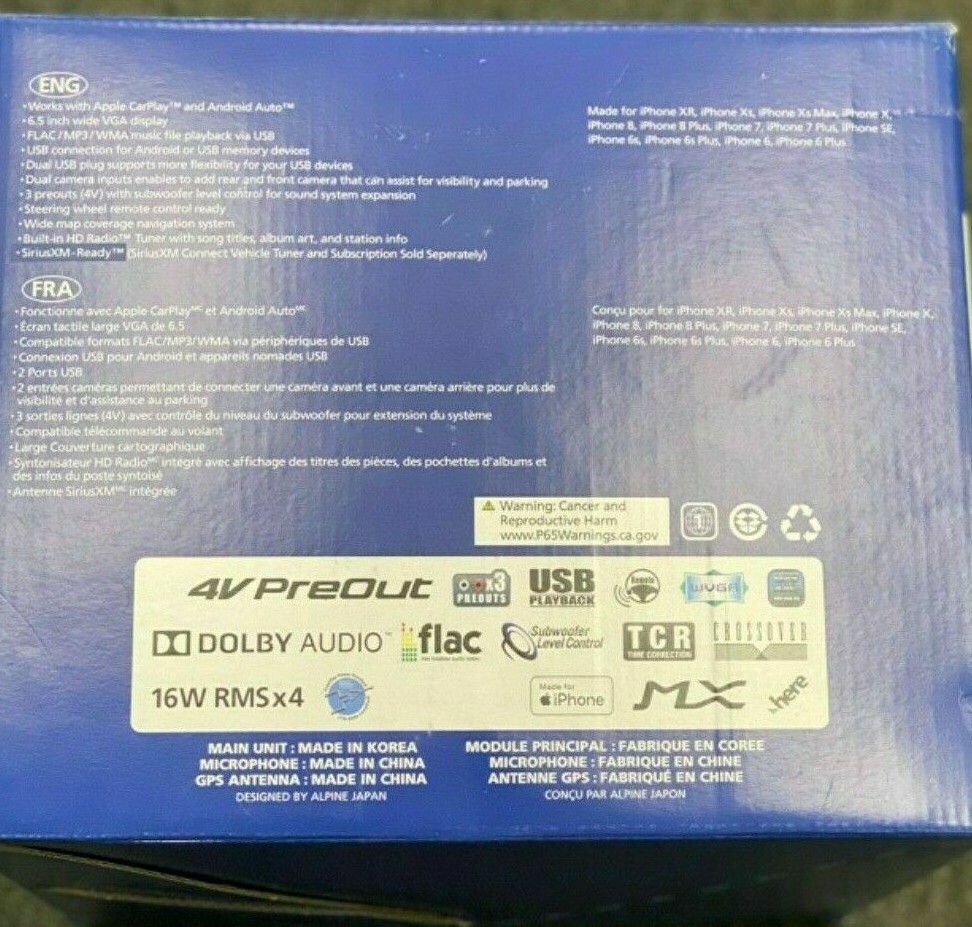 ENG
•Works with Apple CarPlay™ and Android Auto™
•6.5 inch wide VGA display
•FLAC/MP3/WMA music file playback via USB
•USB connection for Android or USB memory devices
•Dual USB plug supports more flexibility for your USB devices
•Dual camera inputs enables to add rear and front camera that can assist for visibility and parking
•3 preouts (4V) with subwoofer level control for sound system expansion
•Steering wheel remote control ready
•Wide map coverage navigation system
•Built-in HD Radio™ Tuner with song titles, album art, and station info
•SiriusXM-Ready™ (SiriusXM Connect Vehicle Tuner and Subscription Sold Seperately)
Made for iPhone XR, iPhone Xs, iPhone Xs Max, iPhone X,
iPhone 8, iPhone 8 Plus, iPhone 7, iPhone 7 Plus, iPhone SE,
iPhone 6s, iPhone 6s Plus, iPhone 6, iPhone 6 Plus
FRA
•Fonctionne avec Apple CarPlay MC et Android Auto MC
•Écran tactile large VGA de 6.5
•Compatible formats FLAC/MP3/WMA via périphériques de USB
•Connexion USB pour Android et appareils nomades USB
•2 Ports USB
•2 entrées caméras permettant de connecter une caméra avant et une caméra arrière pour plus de
visibilité et d'assistance au parking
•3 sorties lignes (4V) avec contrôle du niveau du subwoofer pour extension du système
•Compatible télécommande au volant
•Large Couverture cartographique
•Syntonisateur HD Radio MC intégré avec affichage des titres des pièces, des pochettes d'albums et
des infos du poste syntoisé
•Antenne SiriusXM MC intégrée
Conçu pour for iPhone XR, iPhone Xs, iPhone Xs Max, iPhone X,
iPhone 8, iPhone 8 Plus, iPhone 7, iPhone 7 Plus, iPhone SE,
iPhone 6s, iPhone 6s Plus, iPhone 6, iPhone 6 Plus
⚠ Warning: Cancer and
Reproductive Harm
www.P65Warnings.ca.gov
4V PreOut
x3 PREOUTS
USB PLAYBACK
Remote
WVGA
DOLBY AUDIO™
flac
Subwoofer
Level Control
TCR
TIME CORRECTION
CROSSOVER
16W RMSx4
Made for
iPhone
MX
here
MAIN UNIT : MADE IN KOREA
MICROPHONE : MADE IN CHINA
GPS ANTENNA : MADE IN CHINA
DESIGNED BY ALPINE JAPAN
MODULE PRINCIPAL : FABRIQUE EN COREE
MICROPHONE : FABRIQUE EN CHINE
ANTENNE GPS : FABRIQUÉ EN CHINE
CONÇU PAR ALPINE JAPON